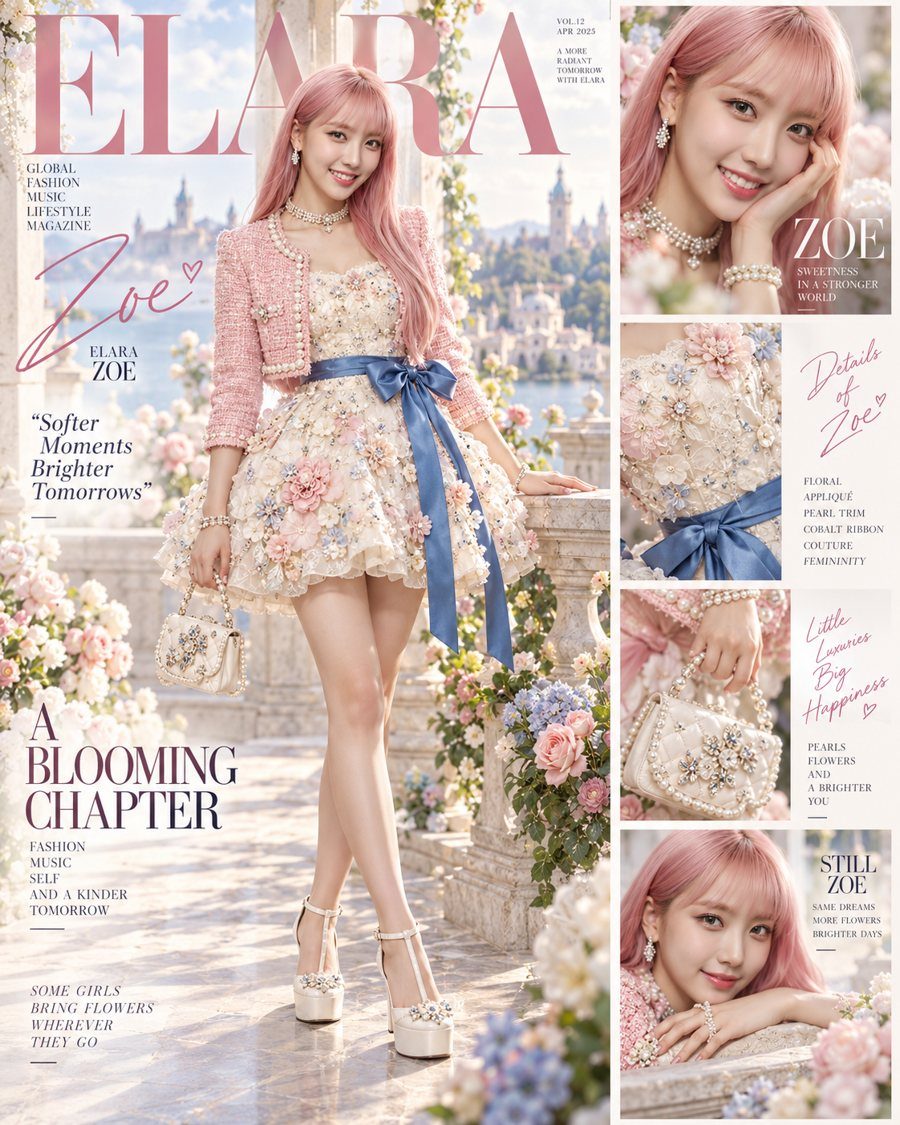 ELARA
VOL.12
APR 2025
A MORE
RADIANT
TOMORROW
WITH ELARA
GLOBAL
FASHION
MUSIC
LIFESTYLE
MAGAZINE
Zoe
ELARA
ZOE
"Softer
Moments
Brighter
Tomorrows"
A
BLOOMING
CHAPTER
FASHION
MUSIC
SELF
AND A KINDER
TOMORROW
SOME GIRLS
BRING FLOWERS
WHEREVER
THEY GO
ZOE
SWEETNESS
IN A STRONGER
WORLD
Details
of
Zoe
FLORAL
APPLIQUÉ
PEARL TRIM
COBALT RIBBON
COUTURE
FEMININITY
Little
Luxuries
Big
Happiness
PEARLS
FLOWERS
AND
A BRIGHTER
YOU
STILL
ZOE
SAME DREAMS
MORE FLOWERS
BRIGHTER DAYS